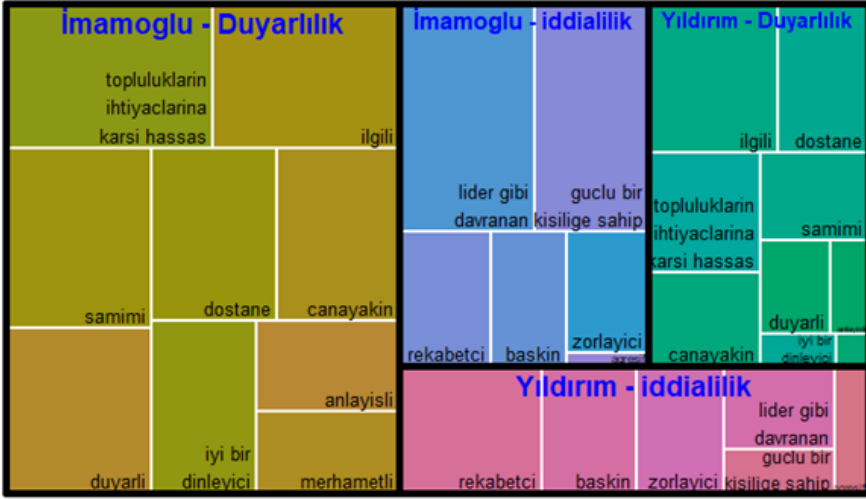 İmamoglu - Duyarlılık
topluluklarin
ihtiyaclarina
karsi hassas
ilgili
samimi
dostane
canayakin
duyarli
iyi bir
dinleyici
anlayisli
merhametli
İmamoglu - iddialilik
lider gibi
davranan
guclu bir
kisilige sahip
rekabetci
baskin
zorlayici
Yıldırım - Duyarlılık
ilgili
dostane
topluluklarin
ihtiyaclarina
karsi hassas
samimi
canayakin
duyarli
iyi bir
dinleyici
Yıldırım - iddialilik
rekabetci
baskin
zorlayici
lider gibi
davranan
guclu bir
kisilige sahip